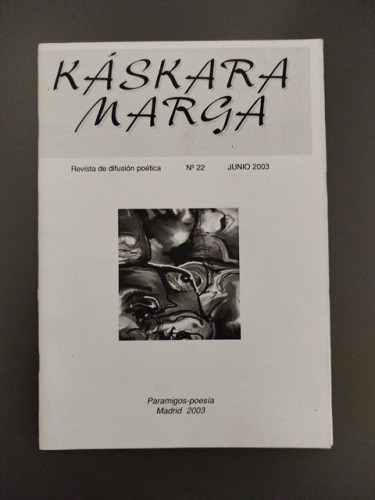 KÁSKARA
MARGA
Revista de difusión poética Nº 22 JUNIO 2003
Paramigos-poesía
Madrid 2003